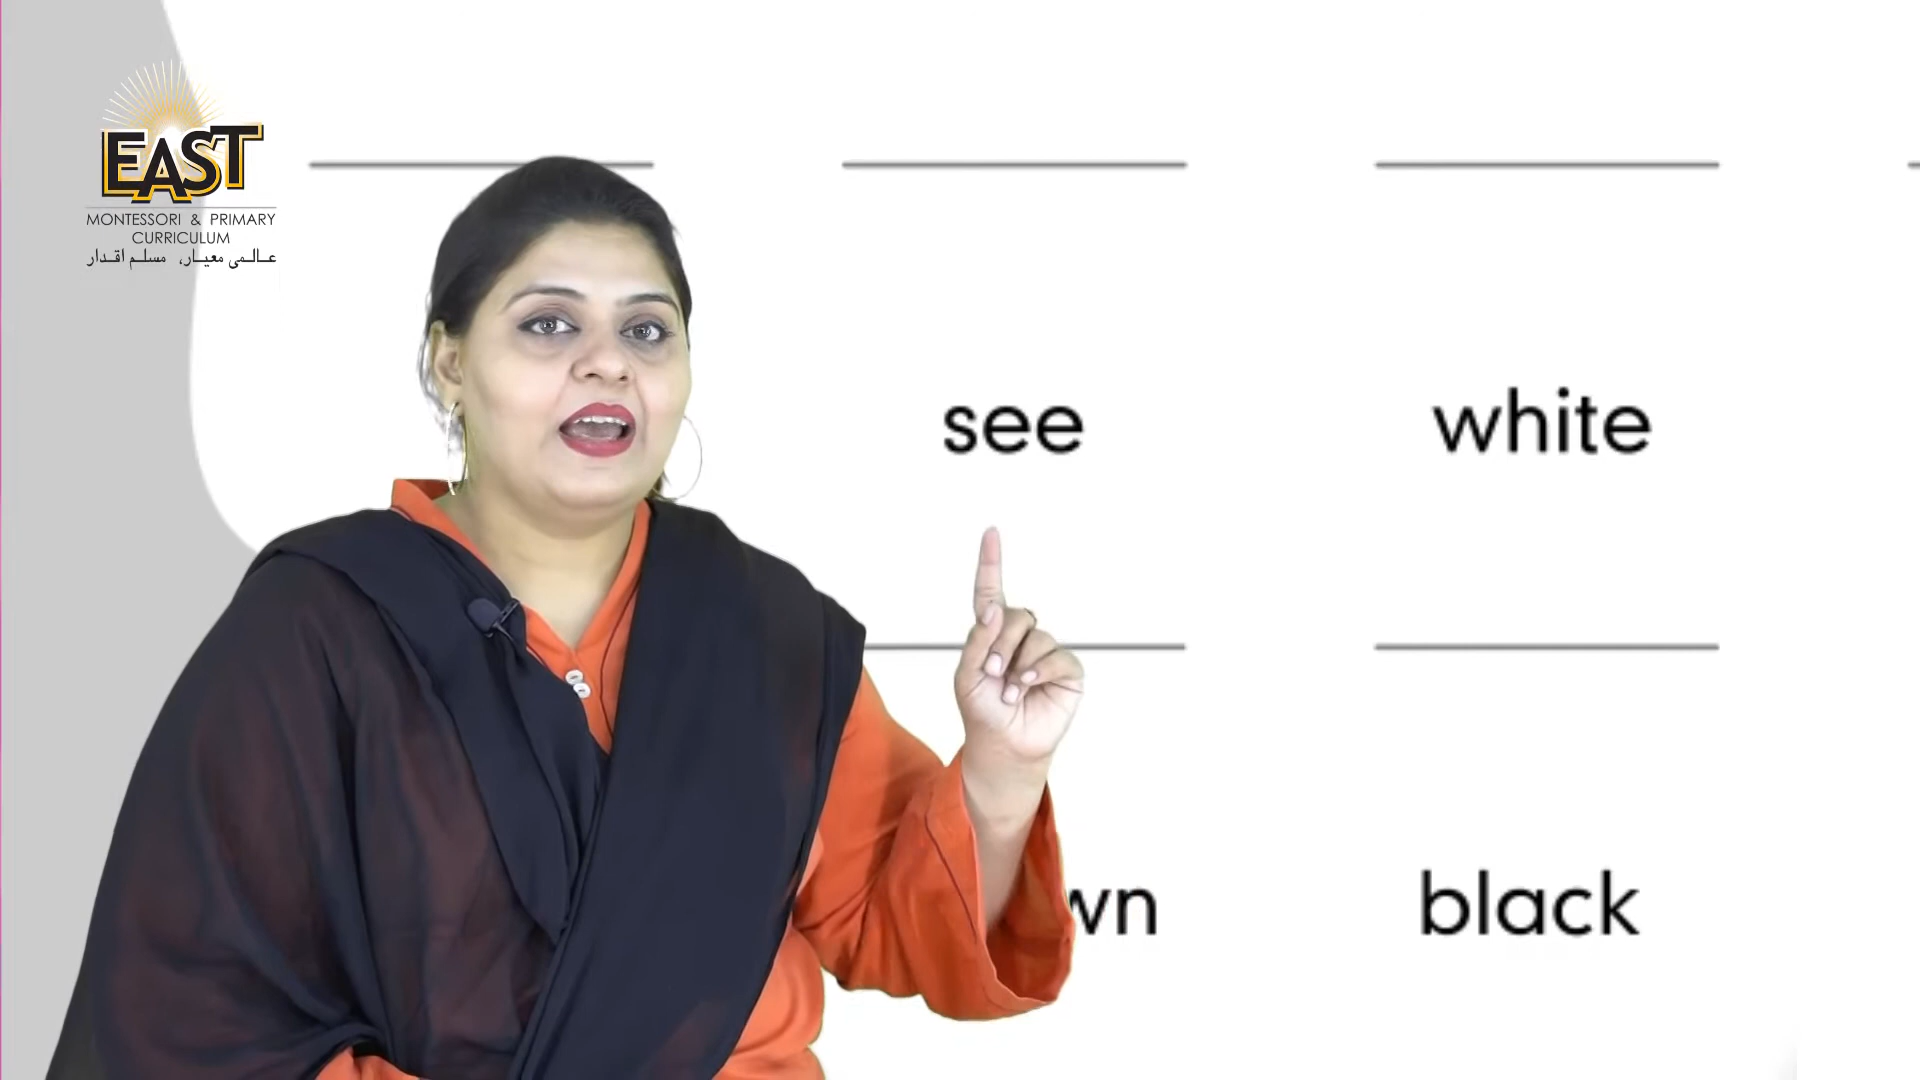 EAST
MONTESSORI & PRIMARY
CURRICULUM
عالمی معیار، مسلم اقدار
see
white
black